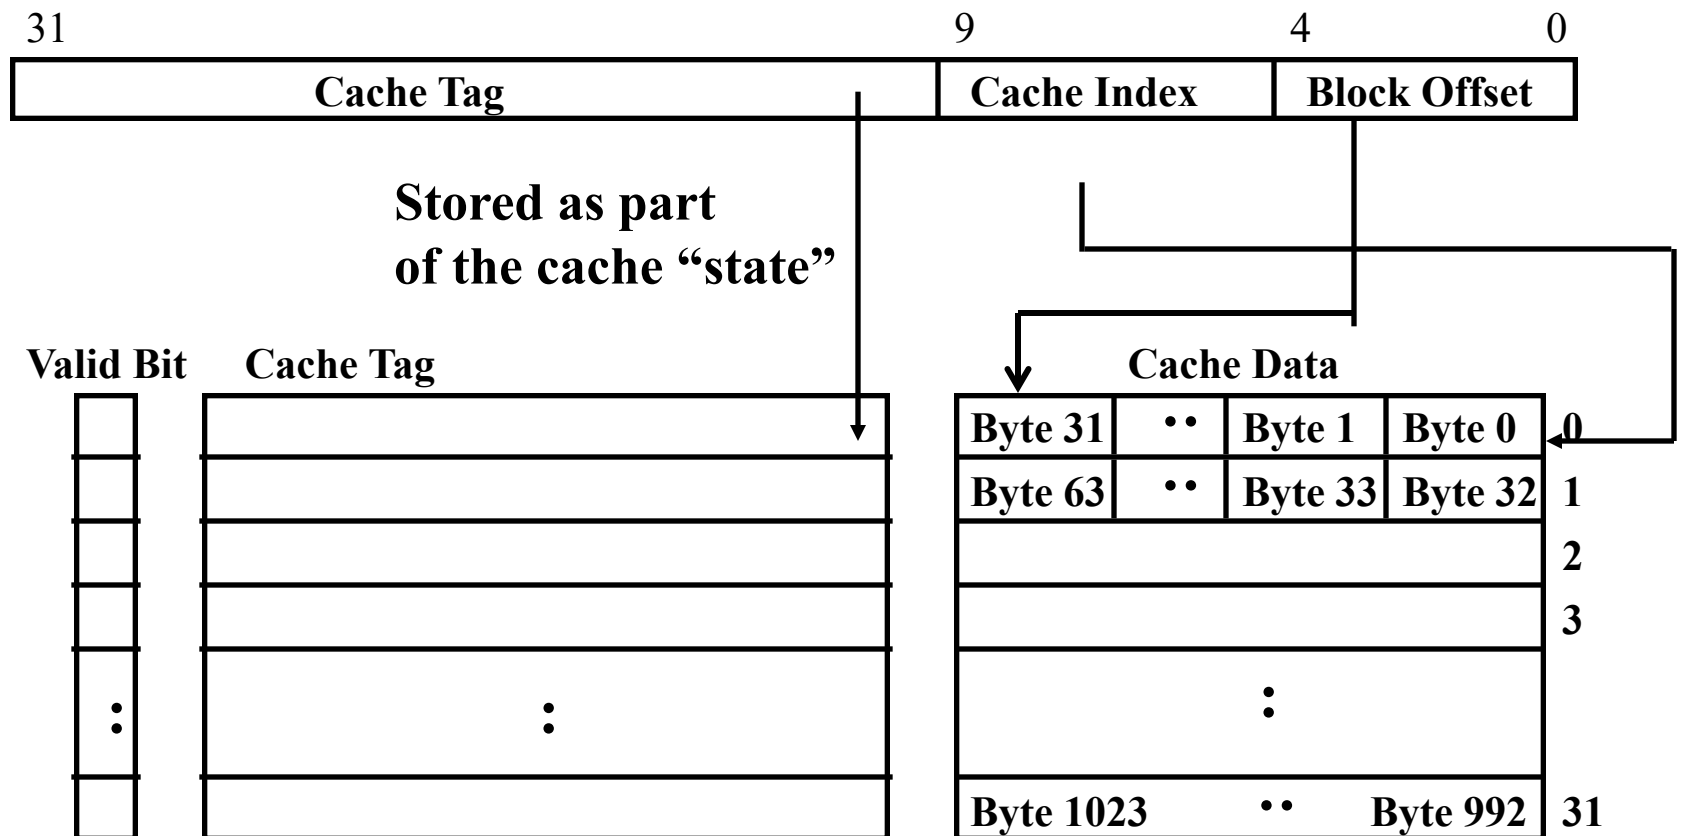 31 9 4 0
Cache Tag Cache Index Block Offset
Stored as part
of the cache “state”
Valid Bit Cache Tag Cache Data
Byte 31 •• Byte 1 Byte 0 0
Byte 63 •• Byte 33 Byte 32 1
2
3
: : :
Byte 1023 •• Byte 992 31